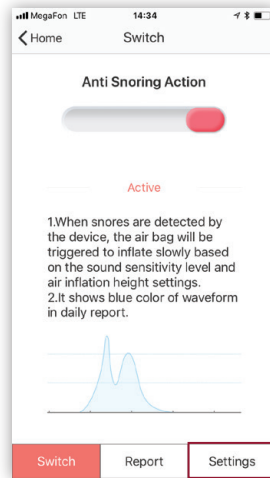 MegaFon LTE 14:34
Home Switch
Anti Snoring Action
Active
1.When snores are detected by
the device, the air bag will be
triggered to inflate slowly based
on the sound sensitivity level and
air inflation height settings.
2.It shows blue color of waveform
in daily report.
Switch Report Settings